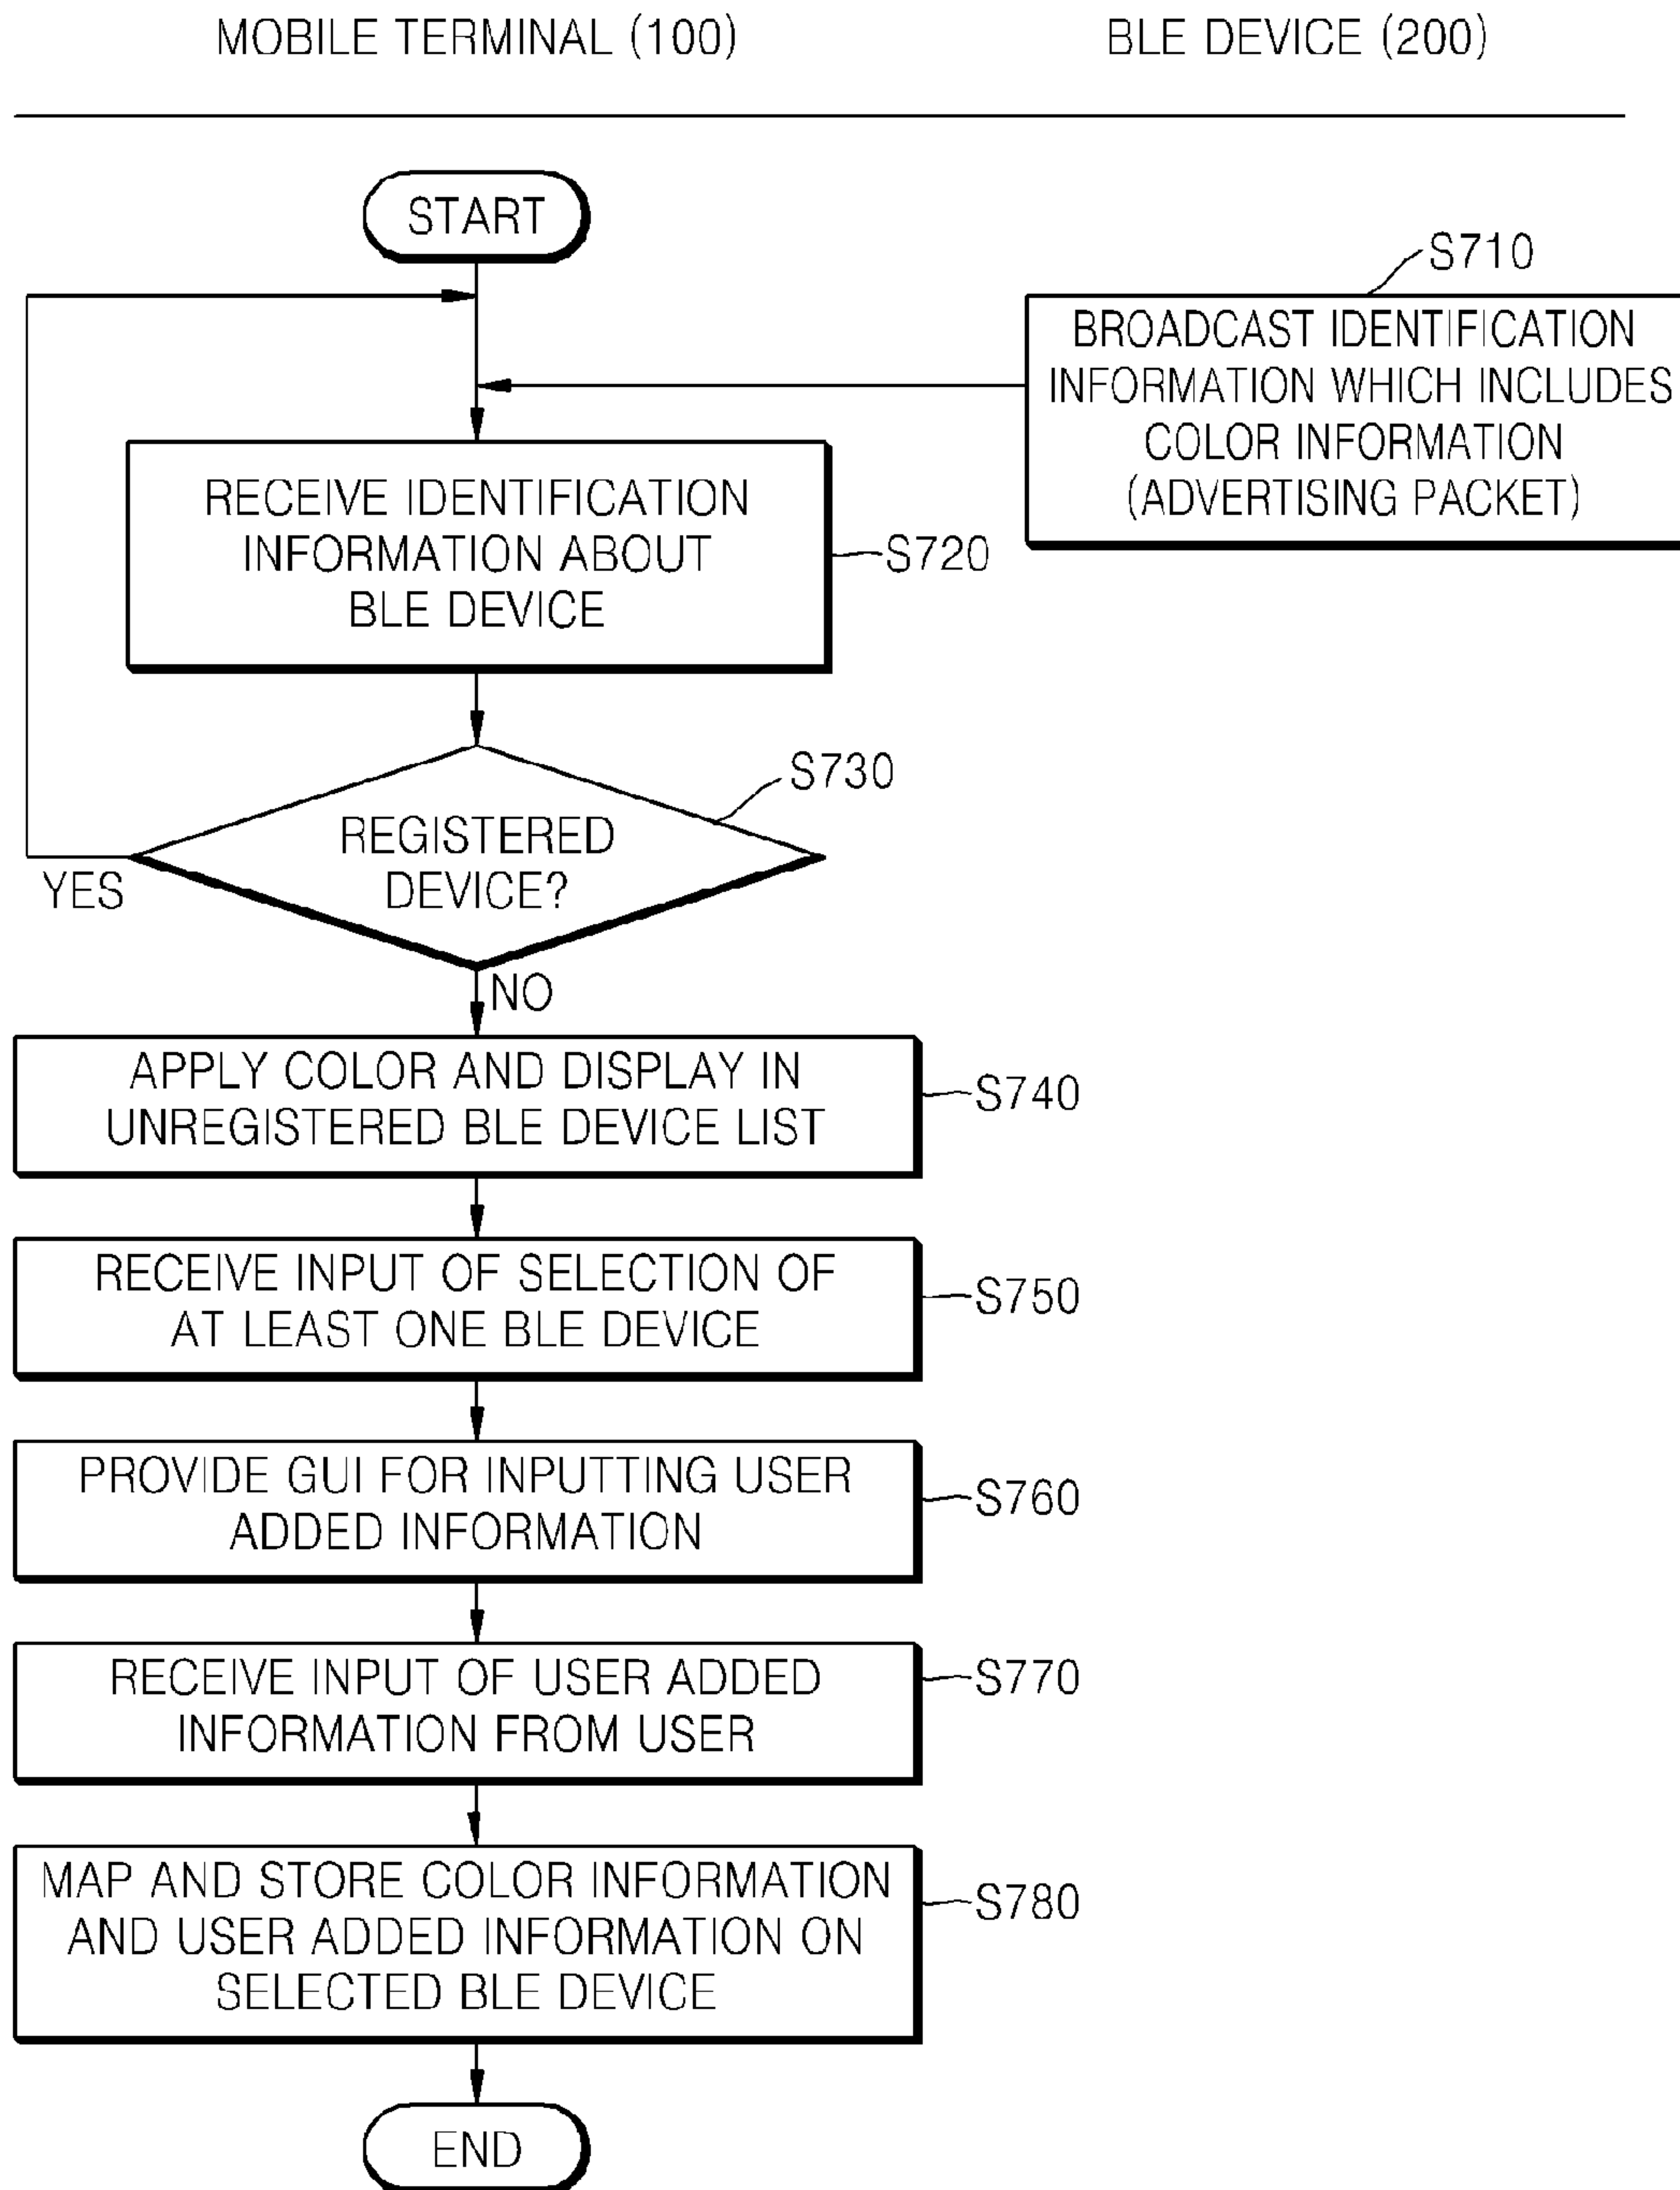 MOBILE TERMINAL (100)
BLE DEVICE (200)
START
S710
BROADCAST IDENTIFICATION
INFORMATION WHICH INCLUDES
COLOR INFORMATION
(ADVERTISING PACKET)
RECEIVE IDENTIFICATION
INFORMATION ABOUT
BLE DEVICE
S720
S730
REGISTERED
DEVICE?
YES
NO
APPLY COLOR AND DISPLAY IN
UNREGISTERED BLE DEVICE LIST
S740
RECEIVE INPUT OF SELECTION OF
AT LEAST ONE BLE DEVICE
S750
PROVIDE GUI FOR INPUTTING USER
ADDED INFORMATION
S760
RECEIVE INPUT OF USER ADDED
INFORMATION FROM USER
S770
MAP AND STORE COLOR INFORMATION
AND USER ADDED INFORMATION ON
SELECTED BLE DEVICE
S780
END